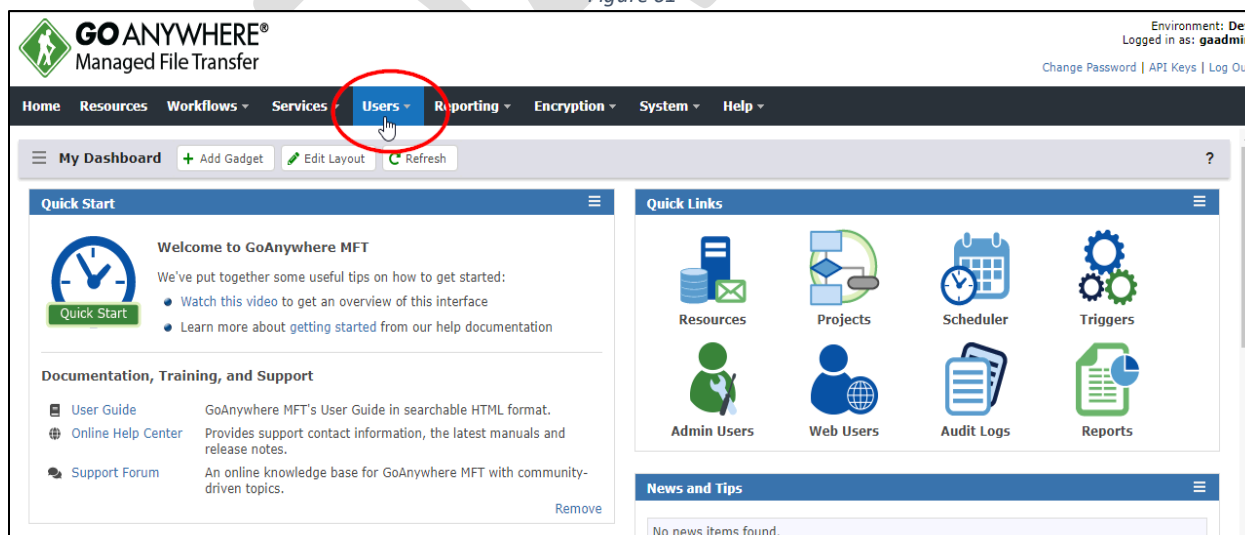 GO ANYWHERE®
Managed File Transfer
Logged in as:
Environment:
Change Password | API Keys | Log
Home Resources Workflows Services Users Reporting Encryption System Help
My Dashboard + Add Gadget Edit Layout Refresh ?
Quick Start
Quick Start
Welcome to GoAnywhere MFT
We've put together some useful tips on how to get started:
Watch this video to get an overview of this interface
Learn more about getting started from our help documentation
Documentation, Training, and Support
User Guide GoAnywhere MFT's User Guide in searchable HTML format.
Online Help Center Provides support contact information, the latest manuals and
release notes.
Support Forum An online knowledge base for GoAnywhere MFT with community-
driven topics.
Remove
Quick Links
Resources Projects Scheduler Triggers
Admin Users Web Users Audit Logs Reports
News and Tips
No news items found.